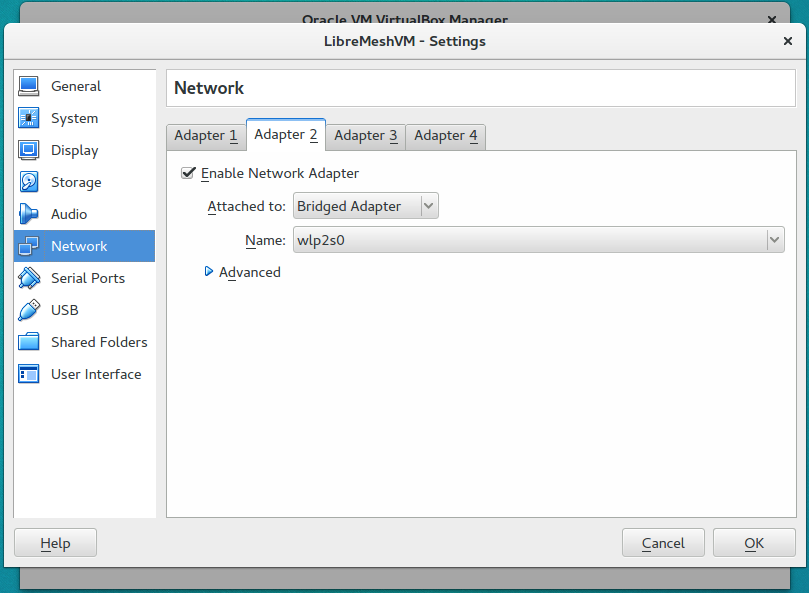 Oracle VM VirtualBox Manager
LibreMeshVM - Settings
General
System
Display
Storage
Audio
Network
Serial Ports
USB
Shared Folders
User Interface
Network
Adapter 1 Adapter 2 Adapter 3 Adapter 4
Enable Network Adapter
Attached to: Bridged Adapter
Name: wlp2s0
Advanced
Help Cancel OK